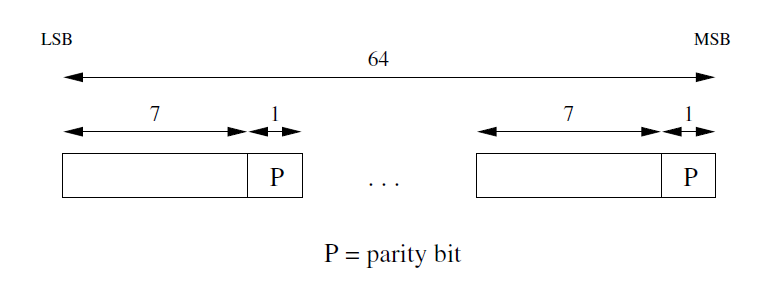 LSB MSB
64
7 1 7 1
P . . . P
P = parity bit